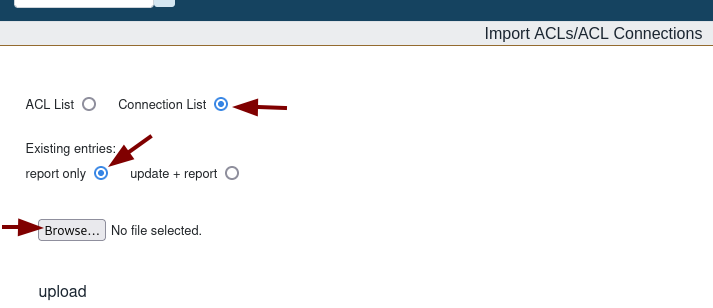 Import ACLs/ACL Connections
ACL List Connection List
Existing entries:
report only update + report
Browse... No file selected.
upload